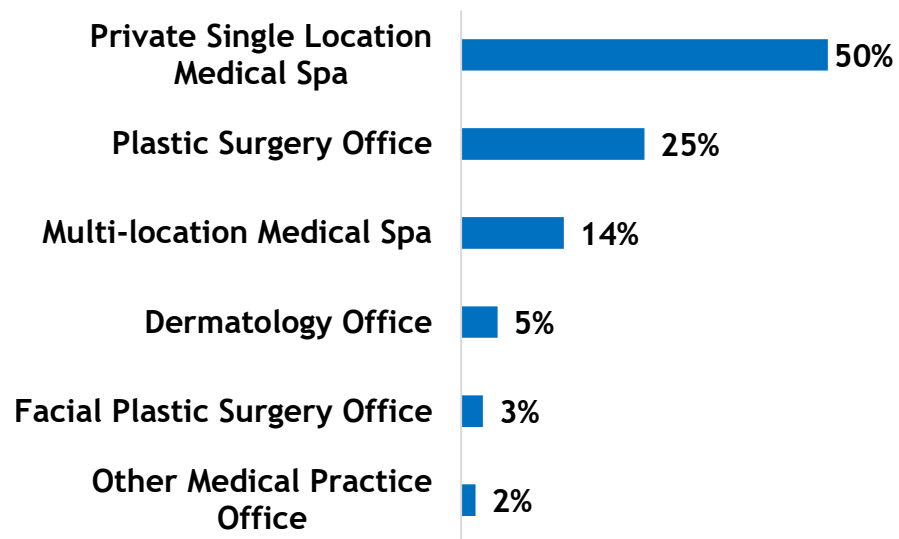 Private Single Location
Medical Spa
50%
Plastic Surgery Office
25%
Multi-location Medical Spa
14%
Dermatology Office
5%
Facial Plastic Surgery Office
3%
Other Medical Practice
Office
2%